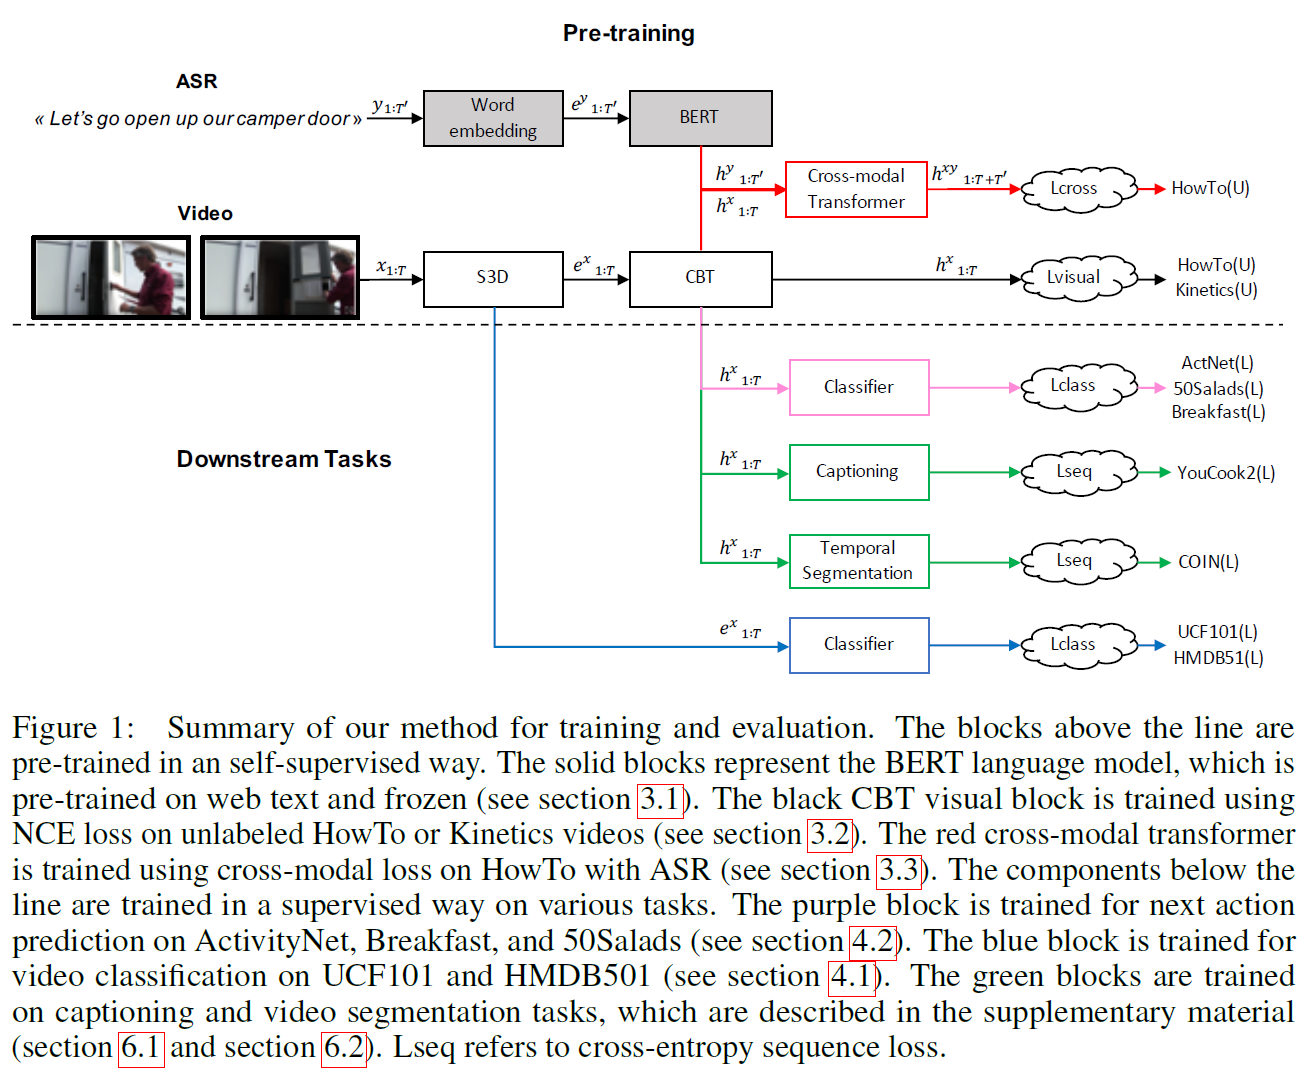 Pre-training
ASR
« Let's go open up our camper door »
y 1:T′
Word
embedding
e^y 1:T′
BERT
h^y 1:T′
h^x 1:T
Cross-modal
Transformer
h^xy 1:T+T′
Lcross
HowTo(U)
Video
x 1:T
S3D
e^x 1:T
CBT
h^x 1:T
Lvisual
HowTo(U)
Kinetics(U)
h^x 1:T
Classifier
Lclass
ActNet(L)
50Salads(L)
Breakfast(L)
Downstream Tasks
h^x 1:T
Captioning
Lseq
YouCook2(L)
h^x 1:T
Temporal
Segmentation
Lseq
COIN(L)
e^x 1:T
Classifier
Lclass
UCF101(L)
HMDB51(L)
Figure 1: Summary of our method for training and evaluation. The blocks above the line are
pre-trained in an self-supervised way. The solid blocks represent the BERT language model, which is
pre-trained on web text and frozen (see section 3.1). The black CBT visual block is trained using
NCE loss on unlabeled HowTo or Kinetics videos (see section 3.2). The red cross-modal transformer
is trained using cross-modal loss on HowTo with ASR (see section 3.3). The components below the
line are trained in a supervised way on various tasks. The purple block is trained for next action
prediction on ActivityNet, Breakfast, and 50Salads (see section 4.2). The blue block is trained for
video classification on UCF101 and HMDB501 (see section 4.1). The green blocks are trained
on captioning and video segmentation tasks, which are described in the supplementary material
(section 6.1 and section 6.2). Lseq refers to cross-entropy sequence loss.